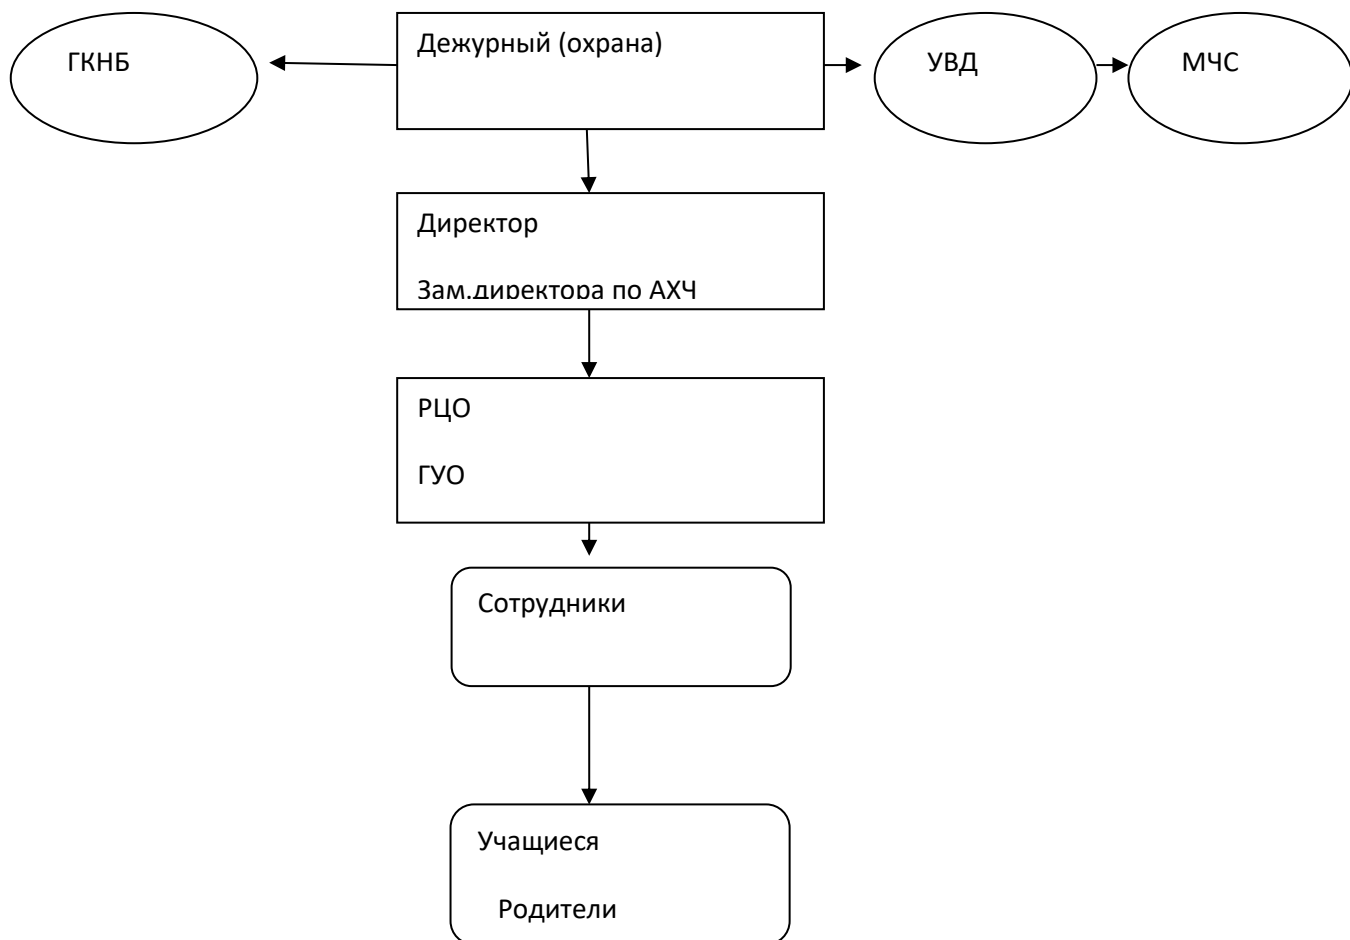 ГКНБ
Дежурный (охрана)
УВД
МЧС
Директор
Зам.директора по АХЧ
РЦО
ГУО
Сотрудники
Учащиеся
Родители